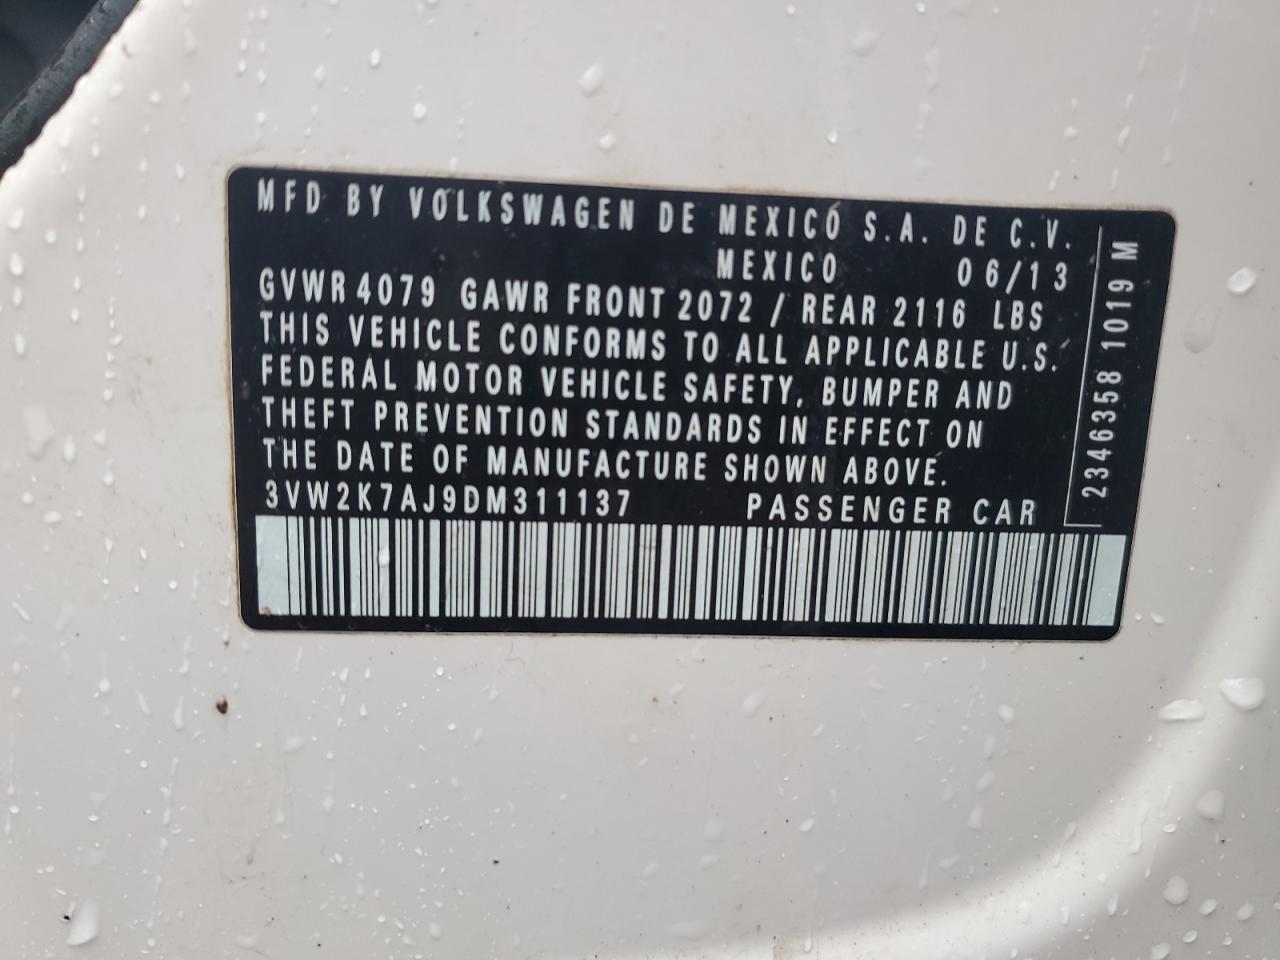 MFD BY VOLKSWAGEN DE MEXICO S.A. DE C.V.
MEXICO 06/13
GVWR 4079 GAWR FRONT 2072 / REAR 2116 LBS
THIS VEHICLE CONFORMS TO ALL APPLICABLE U.S.
FEDERAL MOTOR VEHICLE SAFETY, BUMPER AND
THEFT PREVENTION STANDARDS IN EFFECT ON
THE DATE OF MANUFACTURE SHOWN ABOVE.
3VW2K7AJ9DM311137 PASSENGER CAR
2346358 1019 M